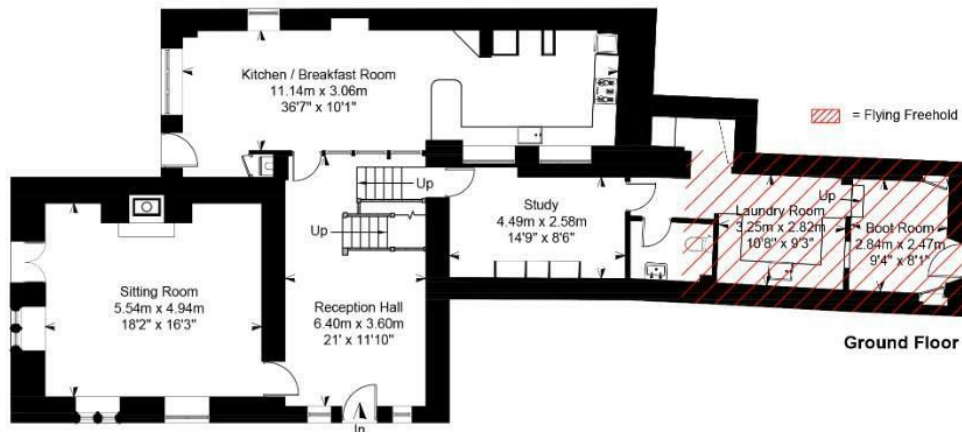 Kitchen / Breakfast Room
11.14m x 3.06m
36'7" x 10'1"
= Flying Freehold
Up
Up
Study
4.49m x 2.58m
14'9" x 8'6"
Laundry Room
3.25m x 2.82m
10'8" x 9'3"
Up
Boot Room
2.84m x 2.47m
9'4" x 8'1"
Sitting Room
5.54m x 4.94m
18'2" x 16'3"
Reception Hall
6.40m x 3.60m
21' x 11'10"
In
Ground Floor